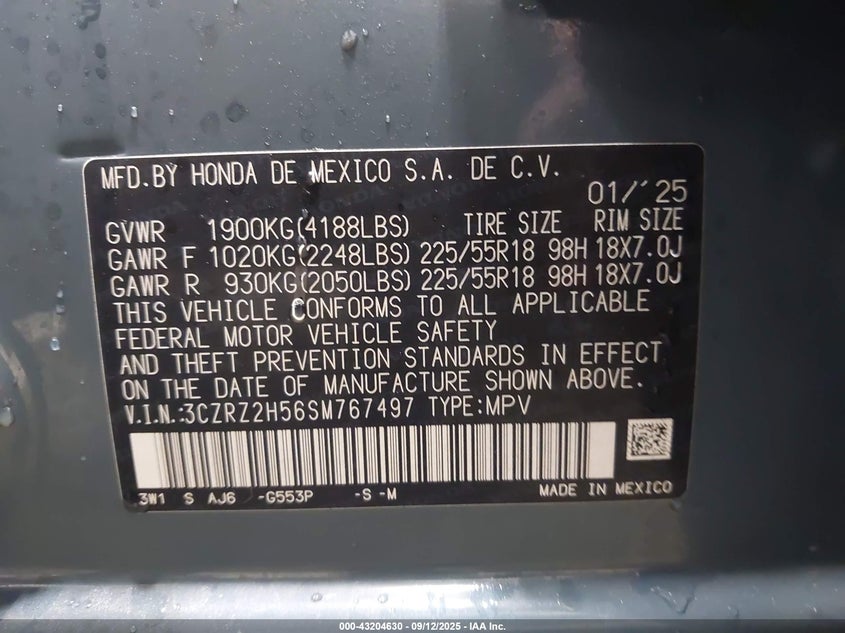 MFD.BY HONDA DE MEXICO S.A. DE C.V.
01/'25
GVWR 1900KG(4188LBS) TIRE SIZE RIM SIZE
GAWR F 1020KG(2248LBS) 225/55R18 98H 18X7.0J
GAWR R 930KG(2050LBS) 225/55R18 98H 18X7.0J
THIS VEHICLE CONFORMS TO ALL APPLICABLE
FEDERAL MOTOR VEHICLE SAFETY
AND THEFT PREVENTION STANDARDS IN EFFECT
ON THE DATE OF MANUFACTURE SHOWN ABOVE.
V.I.N.:3CZRZ2H56SM767497 TYPE:MPV
3W1 S AJ6 -G553P -S -M MADE IN MEXICO
000-43204630 - 09/12/2025 - IAA Inc.